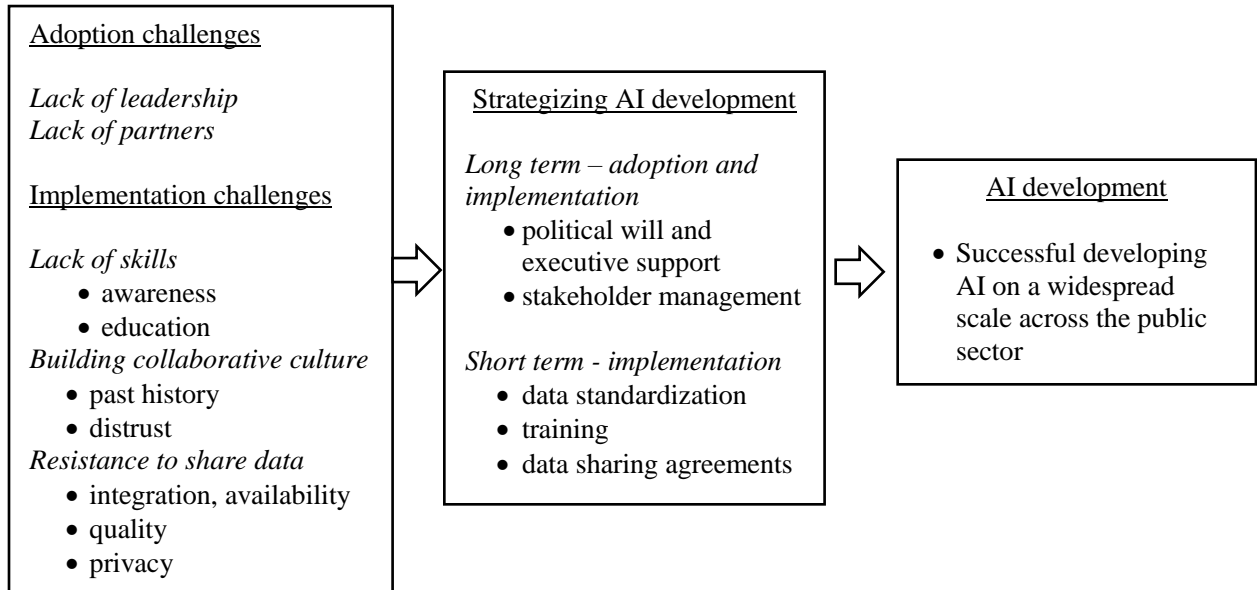 Adoption challenges
Lack of leadership
Lack of partners
Implementation challenges
Lack of skills
• awareness
• education
Building collaborative culture
• past history
• distrust
Resistance to share data
• integration, availability
• quality
• privacy
Strategizing AI development
Long term – adoption and
implementation
• political will and
executive support
• stakeholder management
Short term - implementation
• data standardization
• training
• data sharing agreements
AI development
• Successful developing
AI on a widespread
scale across the public
sector